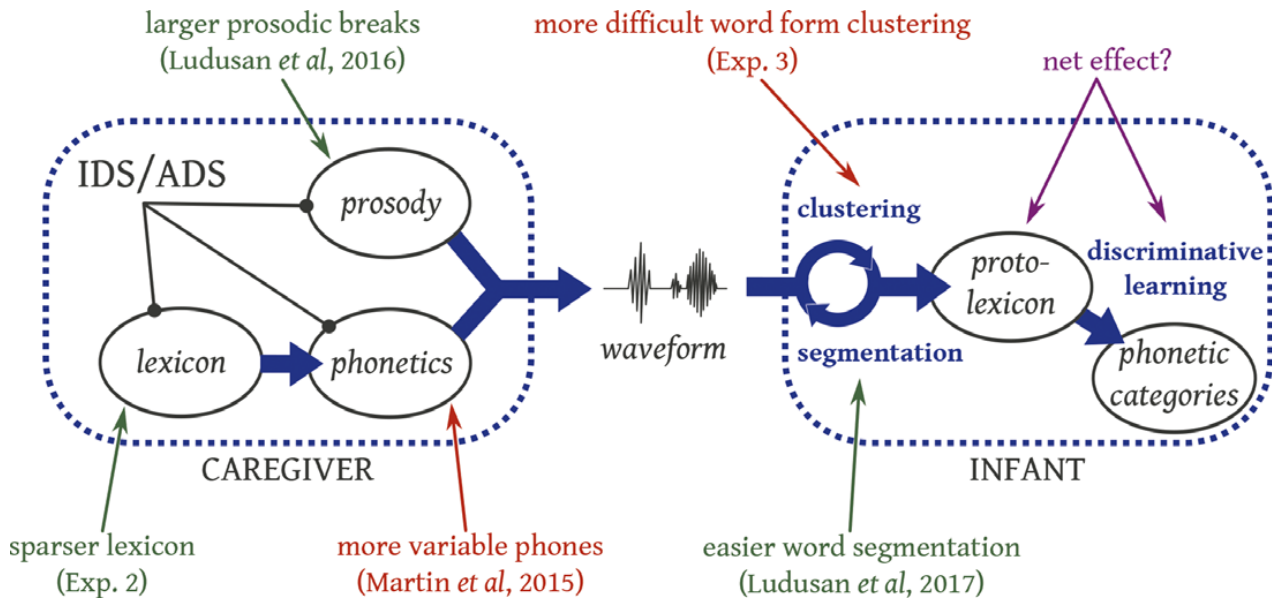 larger prosodic breaks
(Ludusan et al, 2016)
more difficult word form clustering
(Exp. 3)
net effect?
IDS/ADS
prosody
lexicon
phonetics
CAREGIVER
waveform
clustering
segmentation
proto-
lexicon
discriminative
learning
phonetic
categories
INFANT
sparser lexicon
(Exp. 2)
more variable phones
(Martin et al, 2015)
easier word segmentation
(Ludusan et al, 2017)